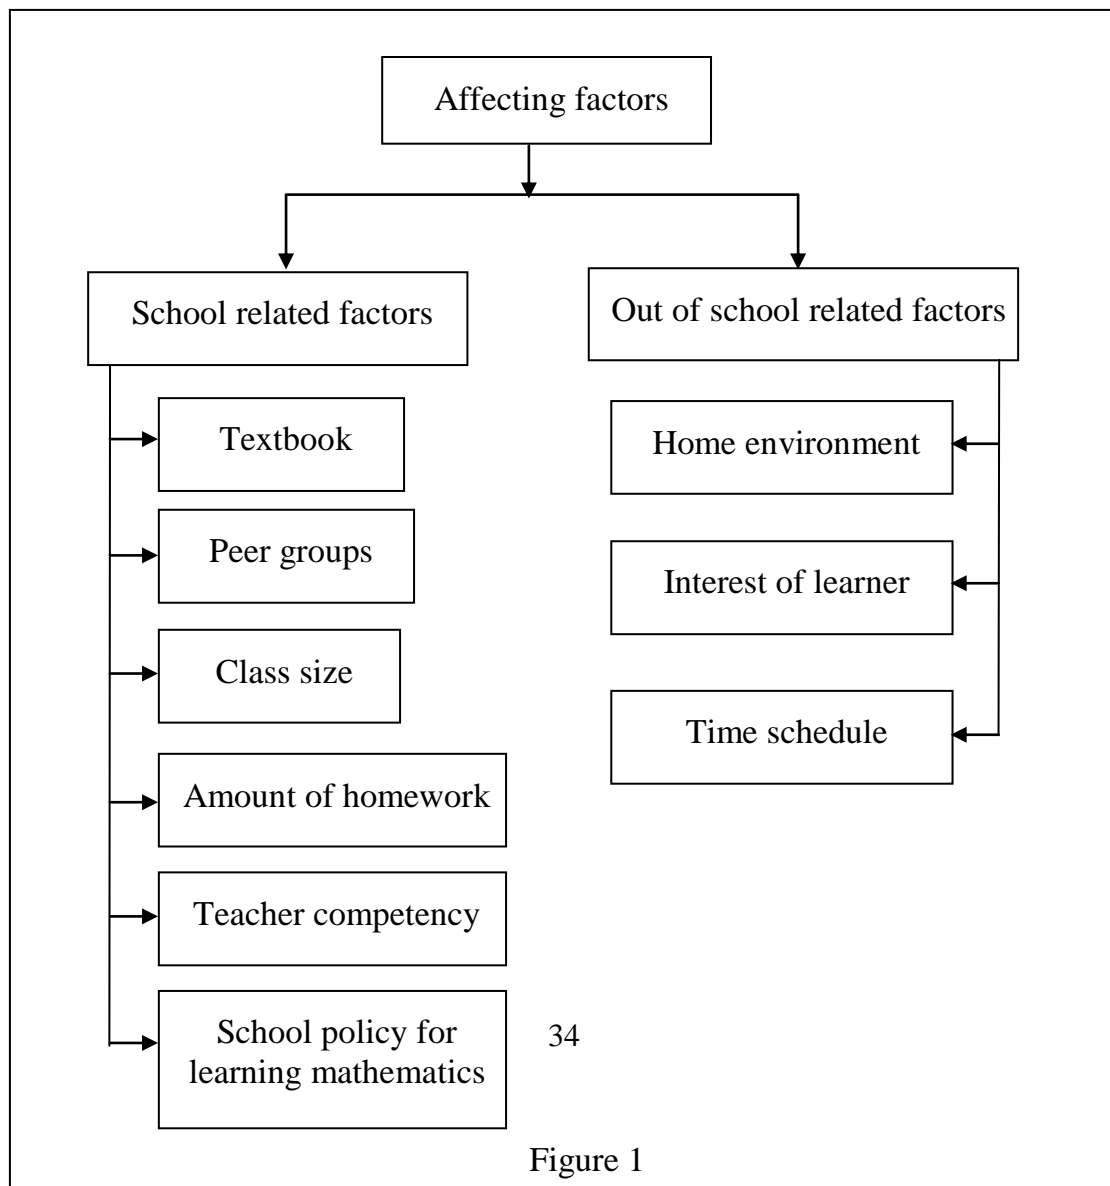 Affecting factors
School related factors
Out of school related factors
Textbook
Home environment
Peer groups
Interest of learner
Class size
Time schedule
Amount of homework
Teacher competency
School policy for
learning mathematics
34
Figure 1